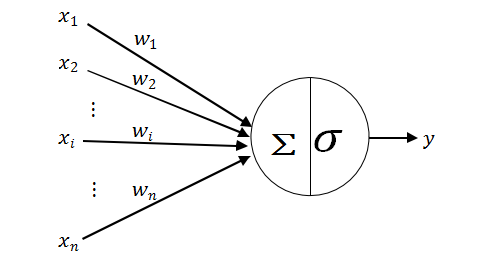 x₁
w₁
x₂
w₂
⋮
xᵢ
wᵢ
Σ σ
y
⋮
wₙ
xₙ